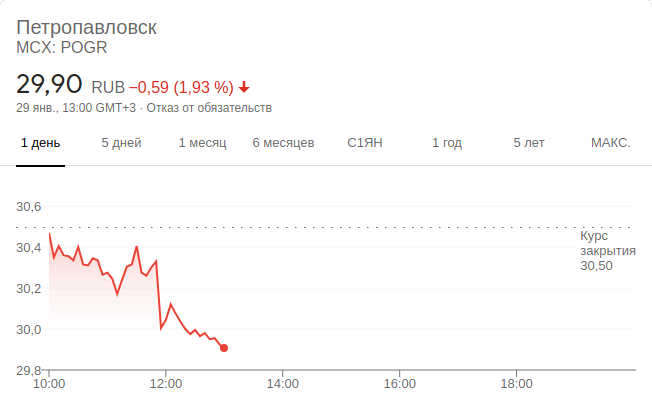 Петропавловск
MCX: POGR
29,90 RUB −0,59 (1,93 %)
29 янв., 13:00 GMT+3 · Отказ от обязательств
1 день 5 дней 1 месяц 6 месяцев С1ЯН 1 год 5 лет МАКС.
30,6
Курс
закрытия
30,50
30,4
30,2
30,0
29,8
10:00 12:00 14:00 16:00 18:00